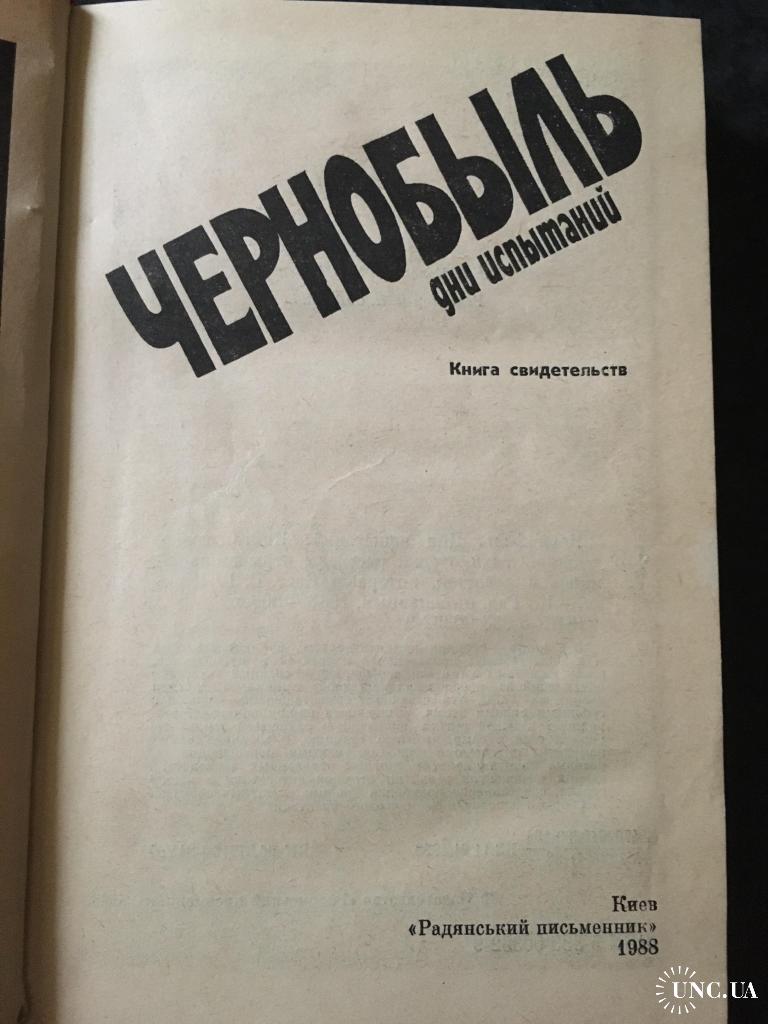 ЧЕРНОБЫЛЬ
дни испытаний
Книга свидетельств
Киев
«Радянський письменник»
1988
UNC.UA